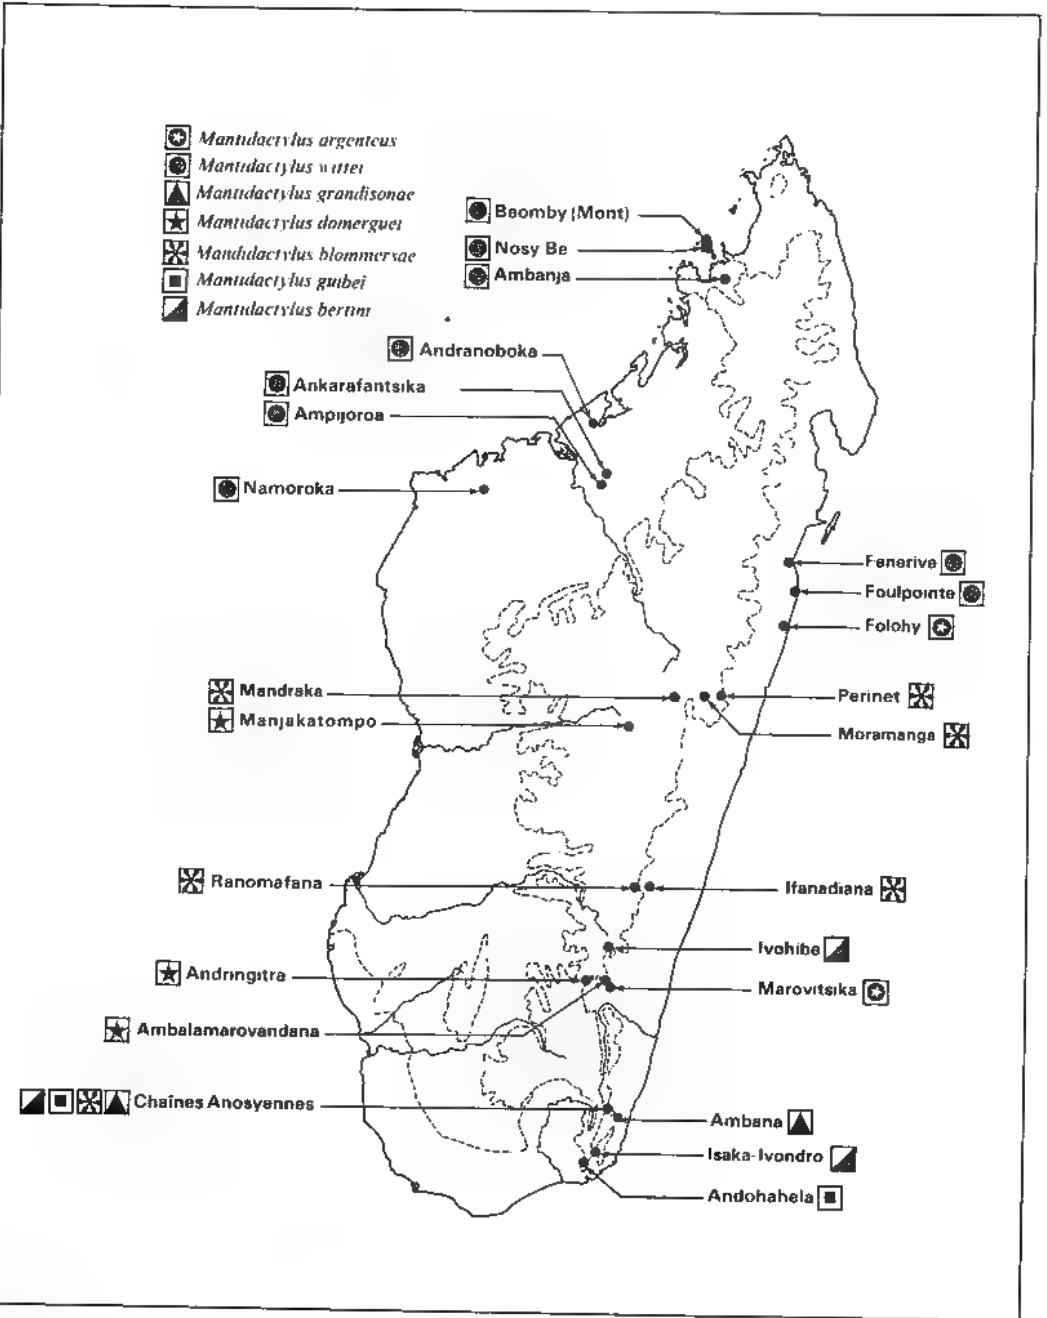 Mantidactylus argenteus
Mantidactylus wittei
Mantidactylus grandisonae
Mantidactylus domerguei
Mandidactylus blommersae
Mantidactylus guibei
Mantidactylus bertini
Beomby (Mont)
Nosy Be
Ambanja
Andranoboka
Ankarafantsika
Ampijoroa
Namoroka
Fenerive
Foulpointe
Folohy
Mandraka
Perinet
Manjakatompo
Moramanga
Ranomafana
Ifanadiana
Ivohibe
Andringitra
Marovitsika
Ambalamarovandana
Chaînes Anosyennes
Ambana
Isaka-Ivondro
Andohahela